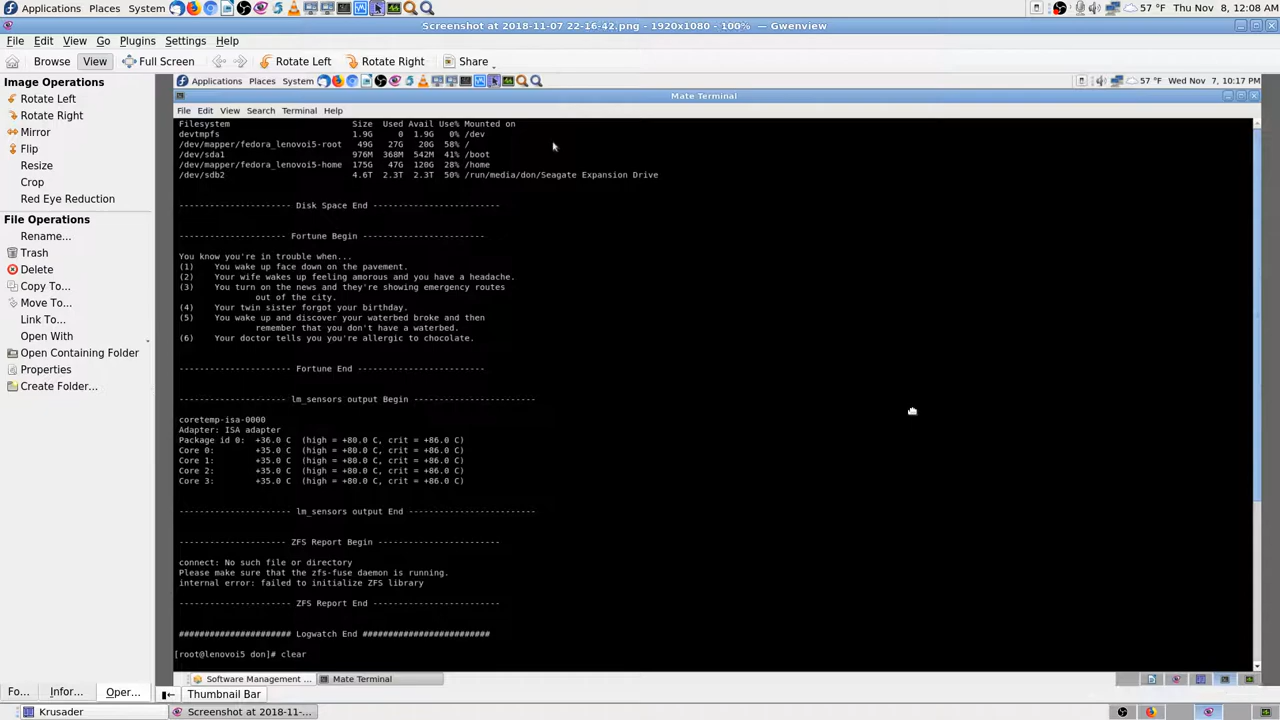 Applications Places System 57 °F Thu Nov 8, 12:08 AM
Screenshot at 2018-11-07 22-16-42.png - 1920x1080 - 100% — Gwenview
File Edit View Go Plugins Settings Help
Browse View Full Screen Rotate Left Rotate Right Share
Image Operations
Rotate Left
Rotate Right
Mirror
Flip
Resize
Crop
Red Eye Reduction
File Operations
Rename...
Trash
Delete
Copy To...
Move To...
Link To...
Open With
Open Containing Folder
Properties
Create Folder...
Fo... Infor... Oper...
Applications Places System 57 °F Wed Nov 7, 10:17 PM
Mate Terminal
File Edit View Search Terminal Help
Filesystem Size Used Avail Use% Mounted on
devtmpfs 1.9G 0 1.9G 0% /dev
/dev/mapper/fedora_lenovoi5-root 49G 27G 20G 58% /
/dev/sda1 976M 368M 542M 41% /boot
/dev/mapper/fedora_lenovoi5-home 175G 47G 120G 28% /home
/dev/sdb2 4.6T 2.3T 2.3T 50% /run/media/don/Seagate Expansion Drive
---------------------- Disk Space End -------------------------
---------------------- Fortune Begin -------------------------
You know you're in trouble when...
(1) You wake up face down on the pavement.
(2) Your wife wakes up feeling amorous and you have a headache.
(3) You turn on the news and they're showing emergency routes
out of the city.
(4) Your twin sister forgot your birthday.
(5) You wake up and discover your waterbed broke and then
remember that you don't have a waterbed.
(6) Your doctor tells you you're allergic to chocolate.
---------------------- Fortune End -------------------------
---------------------- lm_sensors output Begin ------------------------
coretemp-isa-0000
Adapter: ISA adapter
Package id 0: +36.0 C (high = +80.0 C, crit = +86.0 C)
Core 0: +35.0 C (high = +80.0 C, crit = +86.0 C)
Core 1: +35.0 C (high = +80.0 C, crit = +86.0 C)
Core 2: +35.0 C (high = +80.0 C, crit = +86.0 C)
Core 3: +35.0 C (high = +80.0 C, crit = +86.0 C)
---------------------- lm_sensors output End -------------------------
---------------------- ZFS Report Begin -------------------------
connect: No such file or directory
Please make sure that the zfs-fuse daemon is running.
internal error: failed to initialize ZFS library
---------------------- ZFS Report End -------------------------
###################### Logwatch End #########################
[root@lenovoi5 don]# clear
Software Management ... Mate Terminal
Thumbnail Bar
Krusader Screenshot at 2018-11-...